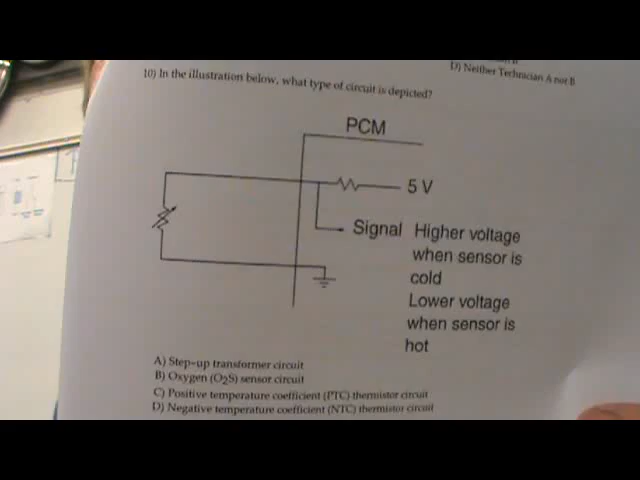 D) Neither Technician A nor B
10) In the illustration below, what type of circuit is depicted?
PCM
5 V
Signal Higher voltage
when sensor is
cold
Lower voltage
when sensor is
hot
A) Step-up transformer circuit
B) Oxygen (O2S) sensor circuit
C) Positive temperature coefficient (PTC) thermistor circuit
D) Negative temperature coefficient (NTC) thermistor circuit